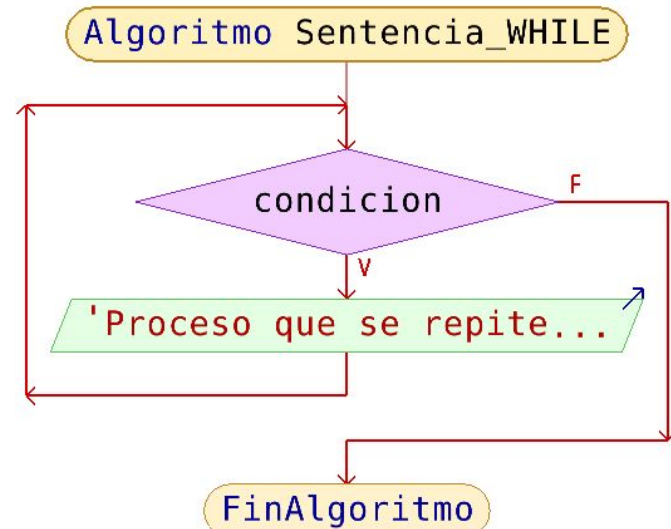 Algoritmo Sentencia_WHILE
condicion
F
V
'Proceso que se repite...
FinAlgoritmo